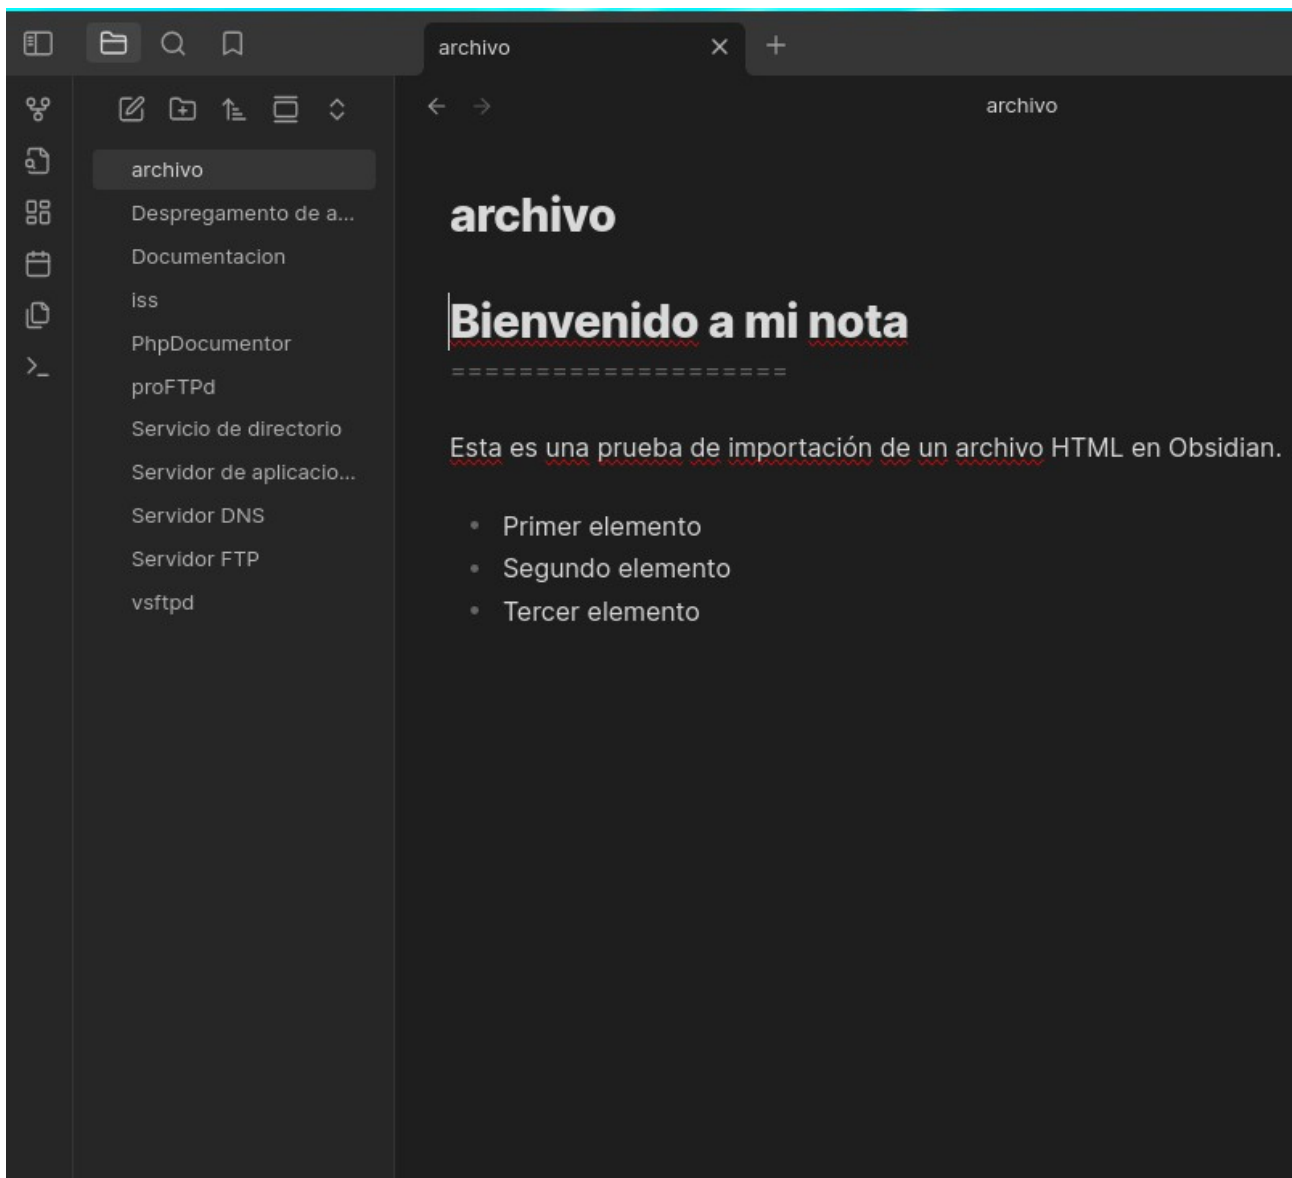 archivo
archivo
archivo
Despregamento de a...
Documentacion
iss
PhpDocumentor
proFTPd
Servicio de directorio
Servidor de aplicacio...
Servidor DNS
Servidor FTP
vsftpd
archivo
Bienvenido a mi nota
====================
Esta es una prueba de importación de un archivo HTML en Obsidian.
Primer elemento
Segundo elemento
Tercer elemento